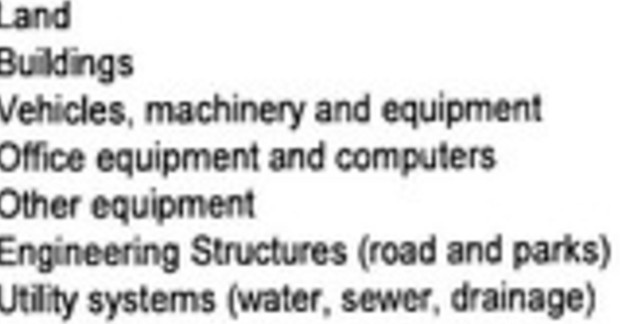 Land
Buildings
Vehicles, machinery and equipment
Office equipment and computers
Other equipment
Engineering Structures (road and parks)
Utility systems (water, sewer, drainage)